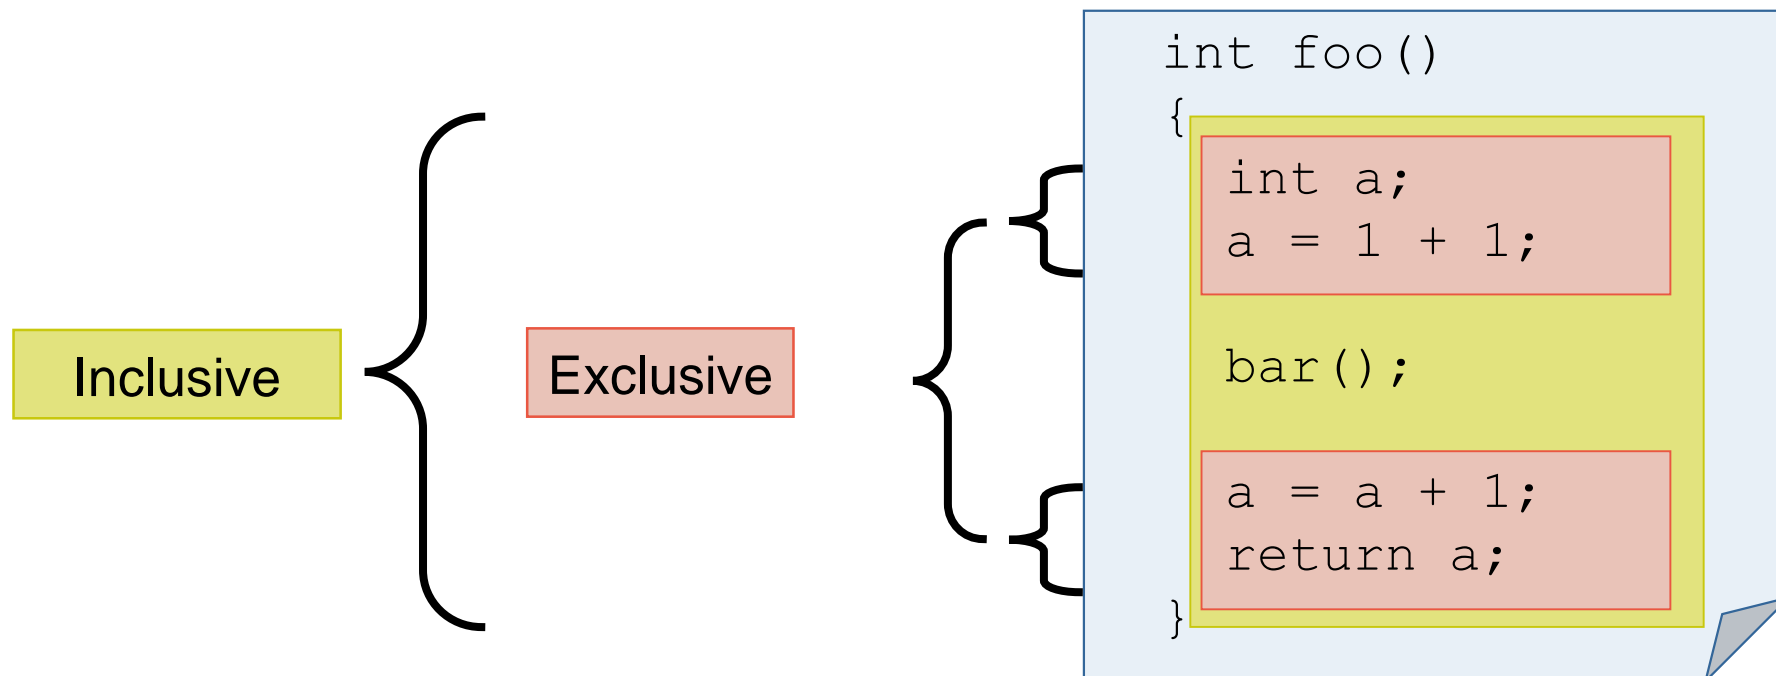 Inclusive
Exclusive
int foo()
{
int a;
a = 1 + 1;
bar();
a = a + 1;
return a;
}